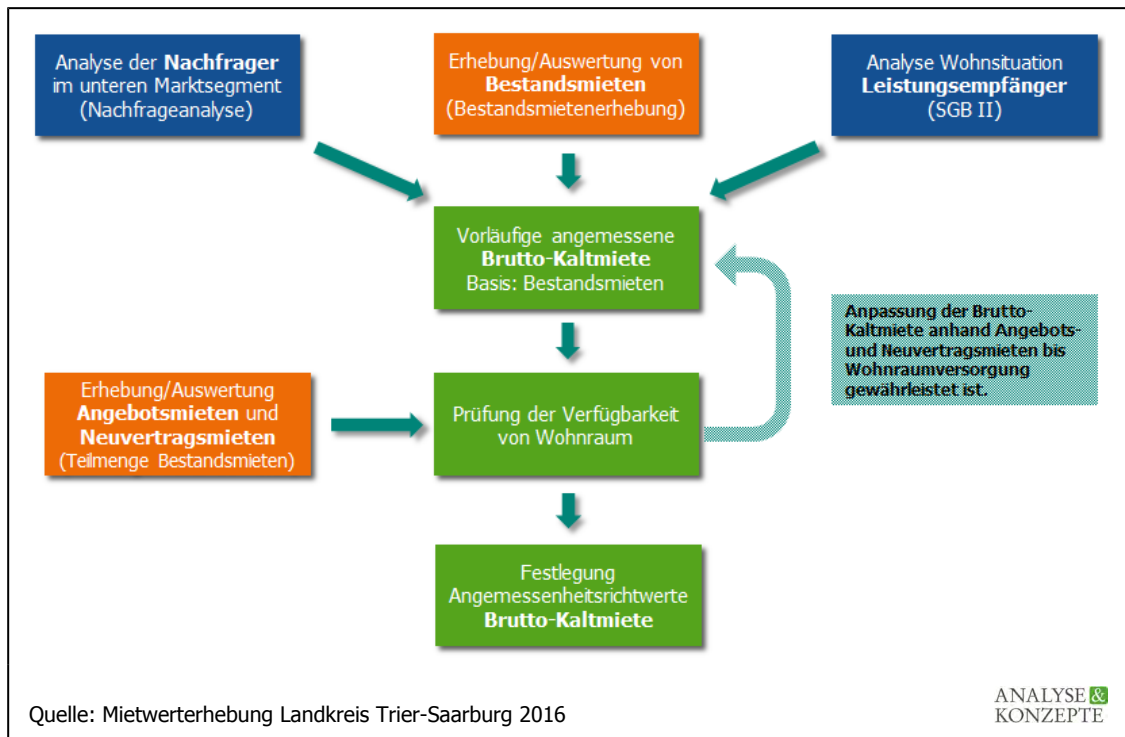 Analyse der Nachfrager
im unteren Marktsegment
(Nachfrageanalyse)
Erhebung/Auswertung von
Bestandsmieten
(Bestandsmietenerhebung)
Analyse Wohnsituation
Leistungsempfänger
(SGB II)
Vorläufige angemessene
Brutto-Kaltmiete
Basis: Bestandsmieten
Anpassung der Brutto-
Kaltmiete anhand Angebots-
und Neuvertragsmieten bis
Wohnraumversorgung
gewährleistet ist.
Erhebung/Auswertung
Angebotsmieten und
Neuvertragsmieten
(Teilmenge Bestandsmieten)
Prüfung der Verfügbarkeit
von Wohnraum
Festlegung
Angemessenheitsrichtwerte
Brutto-Kaltmiete
Quelle: Mietwerterhebung Landkreis Trier-Saarburg 2016
ANALYSE &
KONZEPTE